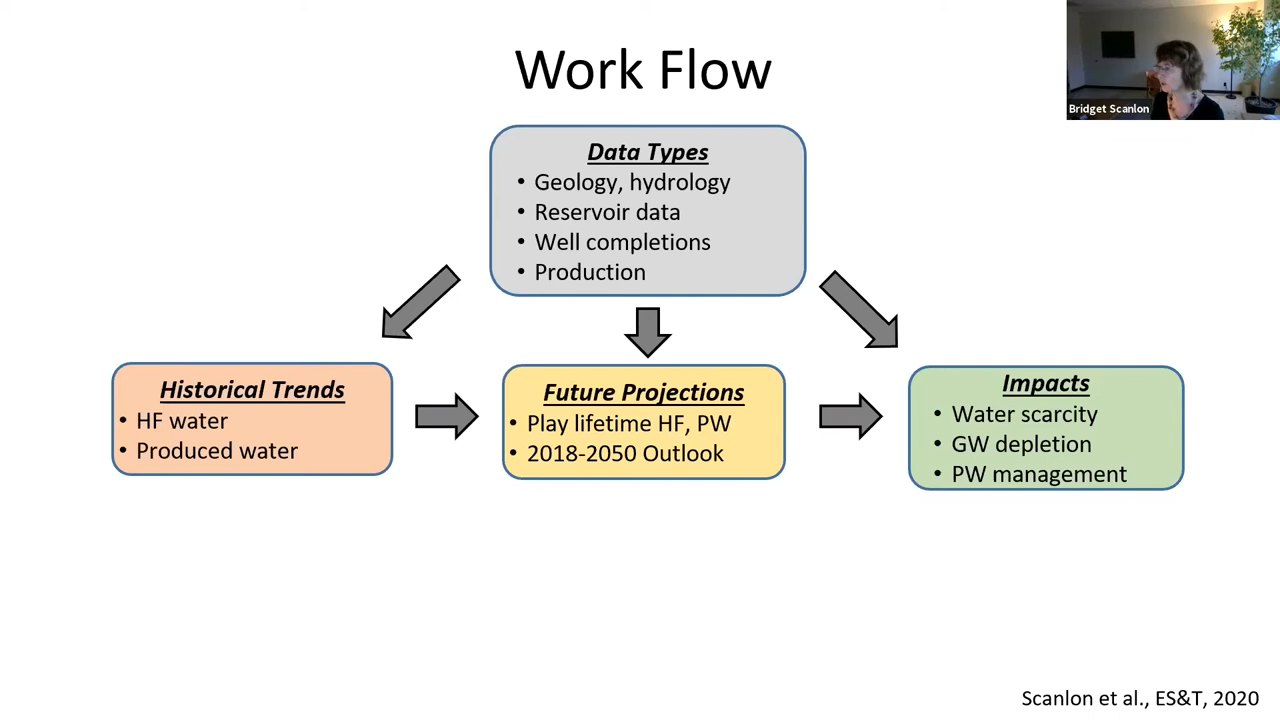 Work Flow
Bridget Scanlon
Data Types
• Geology, hydrology
• Reservoir data
• Well completions
• Production
Historical Trends
• HF water
• Produced water
Future Projections
• Play lifetime HF, PW
• 2018-2050 Outlook
Impacts
• Water scarcity
• GW depletion
• PW management
Scanlon et al., ES&T, 2020